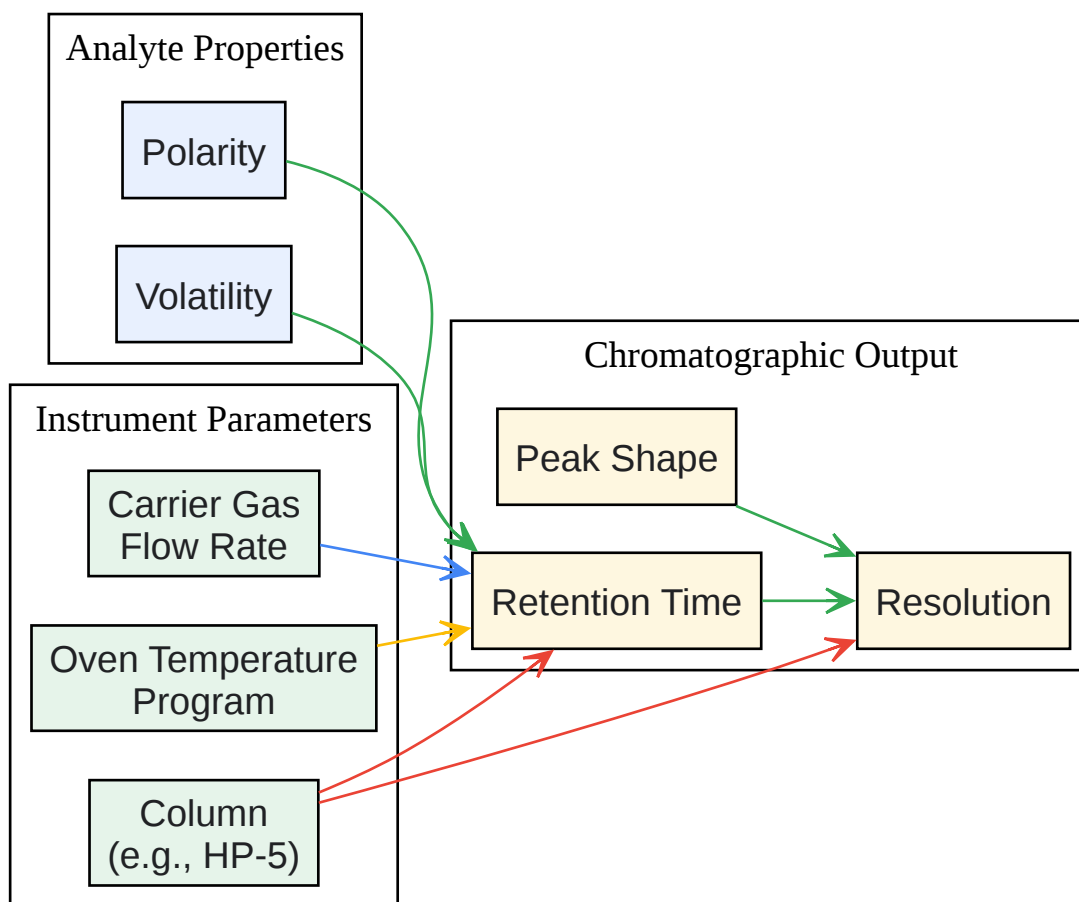 Analyte Properties
Polarity
Volatility
Instrument Parameters
Carrier Gas
Flow Rate
Oven Temperature
Program
Column
(e.g., HP-5)
Chromatographic Output
Peak Shape
Retention Time
Resolution